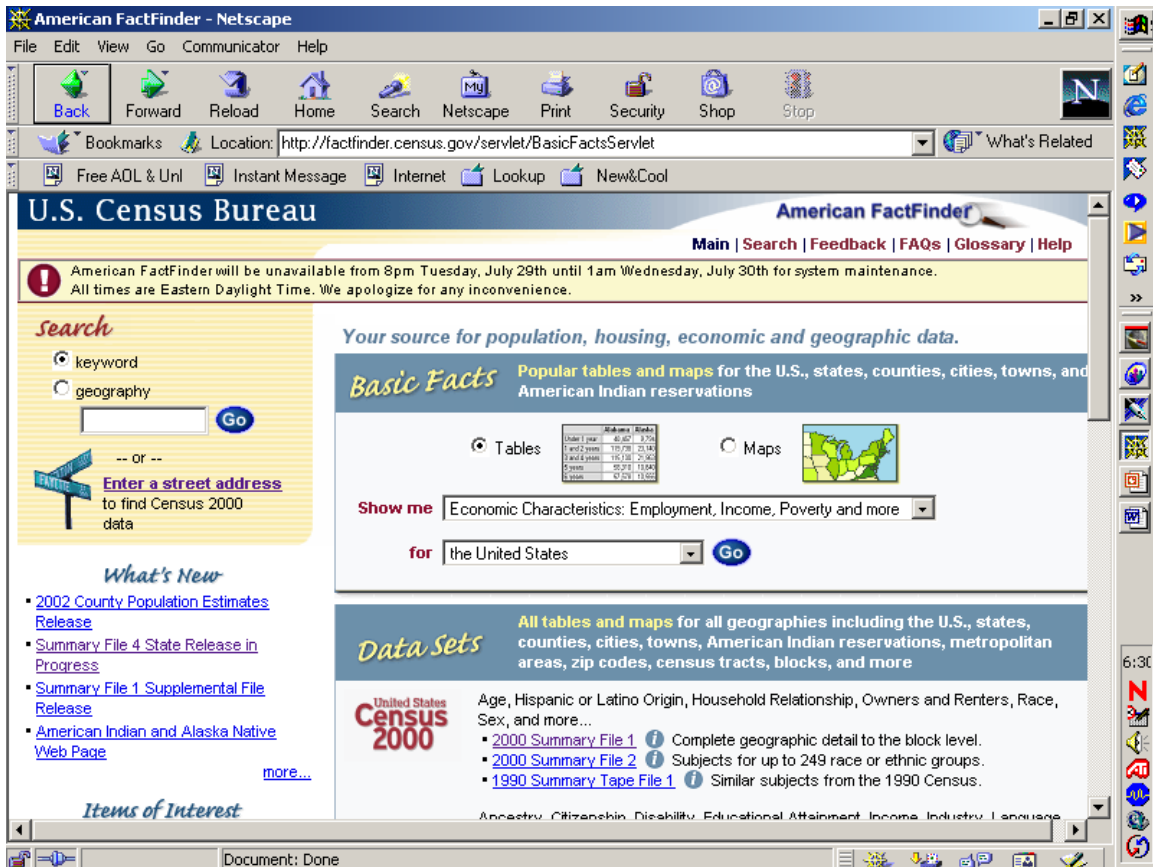 American FactFinder - Netscape
File Edit View Go Communicator Help
Back Forward Reload Home Search Netscape Print Security Shop Stop
Bookmarks Location: http://factfinder.census.gov/servlet/BasicFactsServlet What's Related
Free AOL & Unl Instant Message Internet Lookup New&Cool
U.S. Census Bureau
American FactFinder
Main | Search | Feedback | FAQs | Glossary | Help
American FactFinder will be unavailable from 8pm Tuesday, July 29th until 1am Wednesday, July 30th for system maintenance.
All times are Eastern Daylight Time. We apologize for any inconvenience.
Search
keyword
geography
Go
-- or --
Enter a street address
to find Census 2000
data
What's New
2002 County Population Estimates
Release
Summary File 4 State Release in
Progress
Summary File 1 Supplemental File
Release
American Indian and Alaska Native
Web Page
more...
Items of Interest
Your source for population, housing, economic and geographic data.
Basic Facts
Popular tables and maps for the U.S., states, counties, cities, towns, and
American Indian reservations
Tables
Maps
Show me Economic Characteristics: Employment, Income, Poverty and more
for the United States Go
Data Sets
All tables and maps for all geographies including the U.S., states,
counties, cities, towns, American Indian reservations, metropolitan
areas, zip codes, census tracts, blocks, and more
United States
Census
2000
Age, Hispanic or Latino Origin, Household Relationship, Owners and Renters, Race,
Sex, and more...
2000 Summary File 1 Complete geographic detail to the block level.
2000 Summary File 2 Subjects for up to 249 race or ethnic groups.
1990 Summary Tape File 1 Similar subjects from the 1990 Census.
Ancestry, Citizenship, Disability, Educational Attainment, Income, Industry, Language
Document: Done
6:30